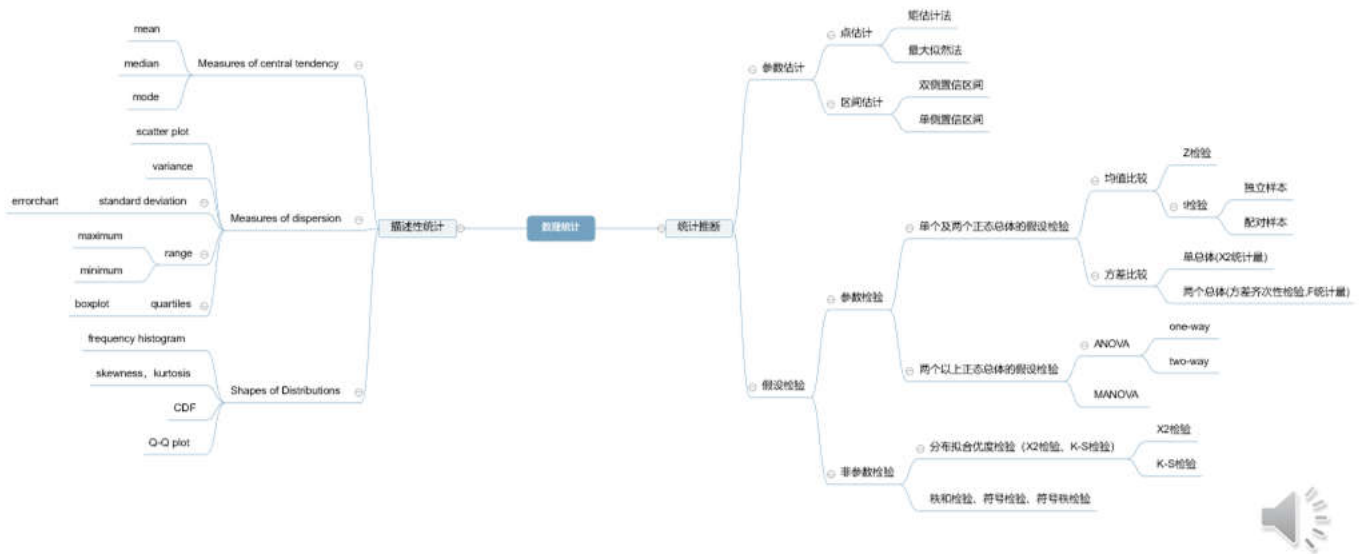 mean
median
mode
Measures of central tendency
scatter plot
variance
errorchart
standard deviation
maximum
minimum
range
boxplot
quartiles
Measures of dispersion
frequency histogram
skewness，kurtosis
CDF
Q-Q plot
Shapes of Distributions
描述性统计
数理统计
统计推断
参数估计
点估计
矩估计法
最大拟然法
区间估计
双侧置信区间
单侧置信区间
假设检验
参数检验
单个及两个正态总体的假设检验
均值比较
Z检验
t检验
独立样本
配对样本
方差比较
单总体(X2统计量)
两个总体(方差齐次性检验,F统计量)
两个以上正态总体的假设检验
ANOVA
one-way
two-way
MANOVA
非参数检验
分布拟合优度检验（X2检验、K-S检验）
X2检验
K-S检验
秩和检验、符号检验、符号秩检验